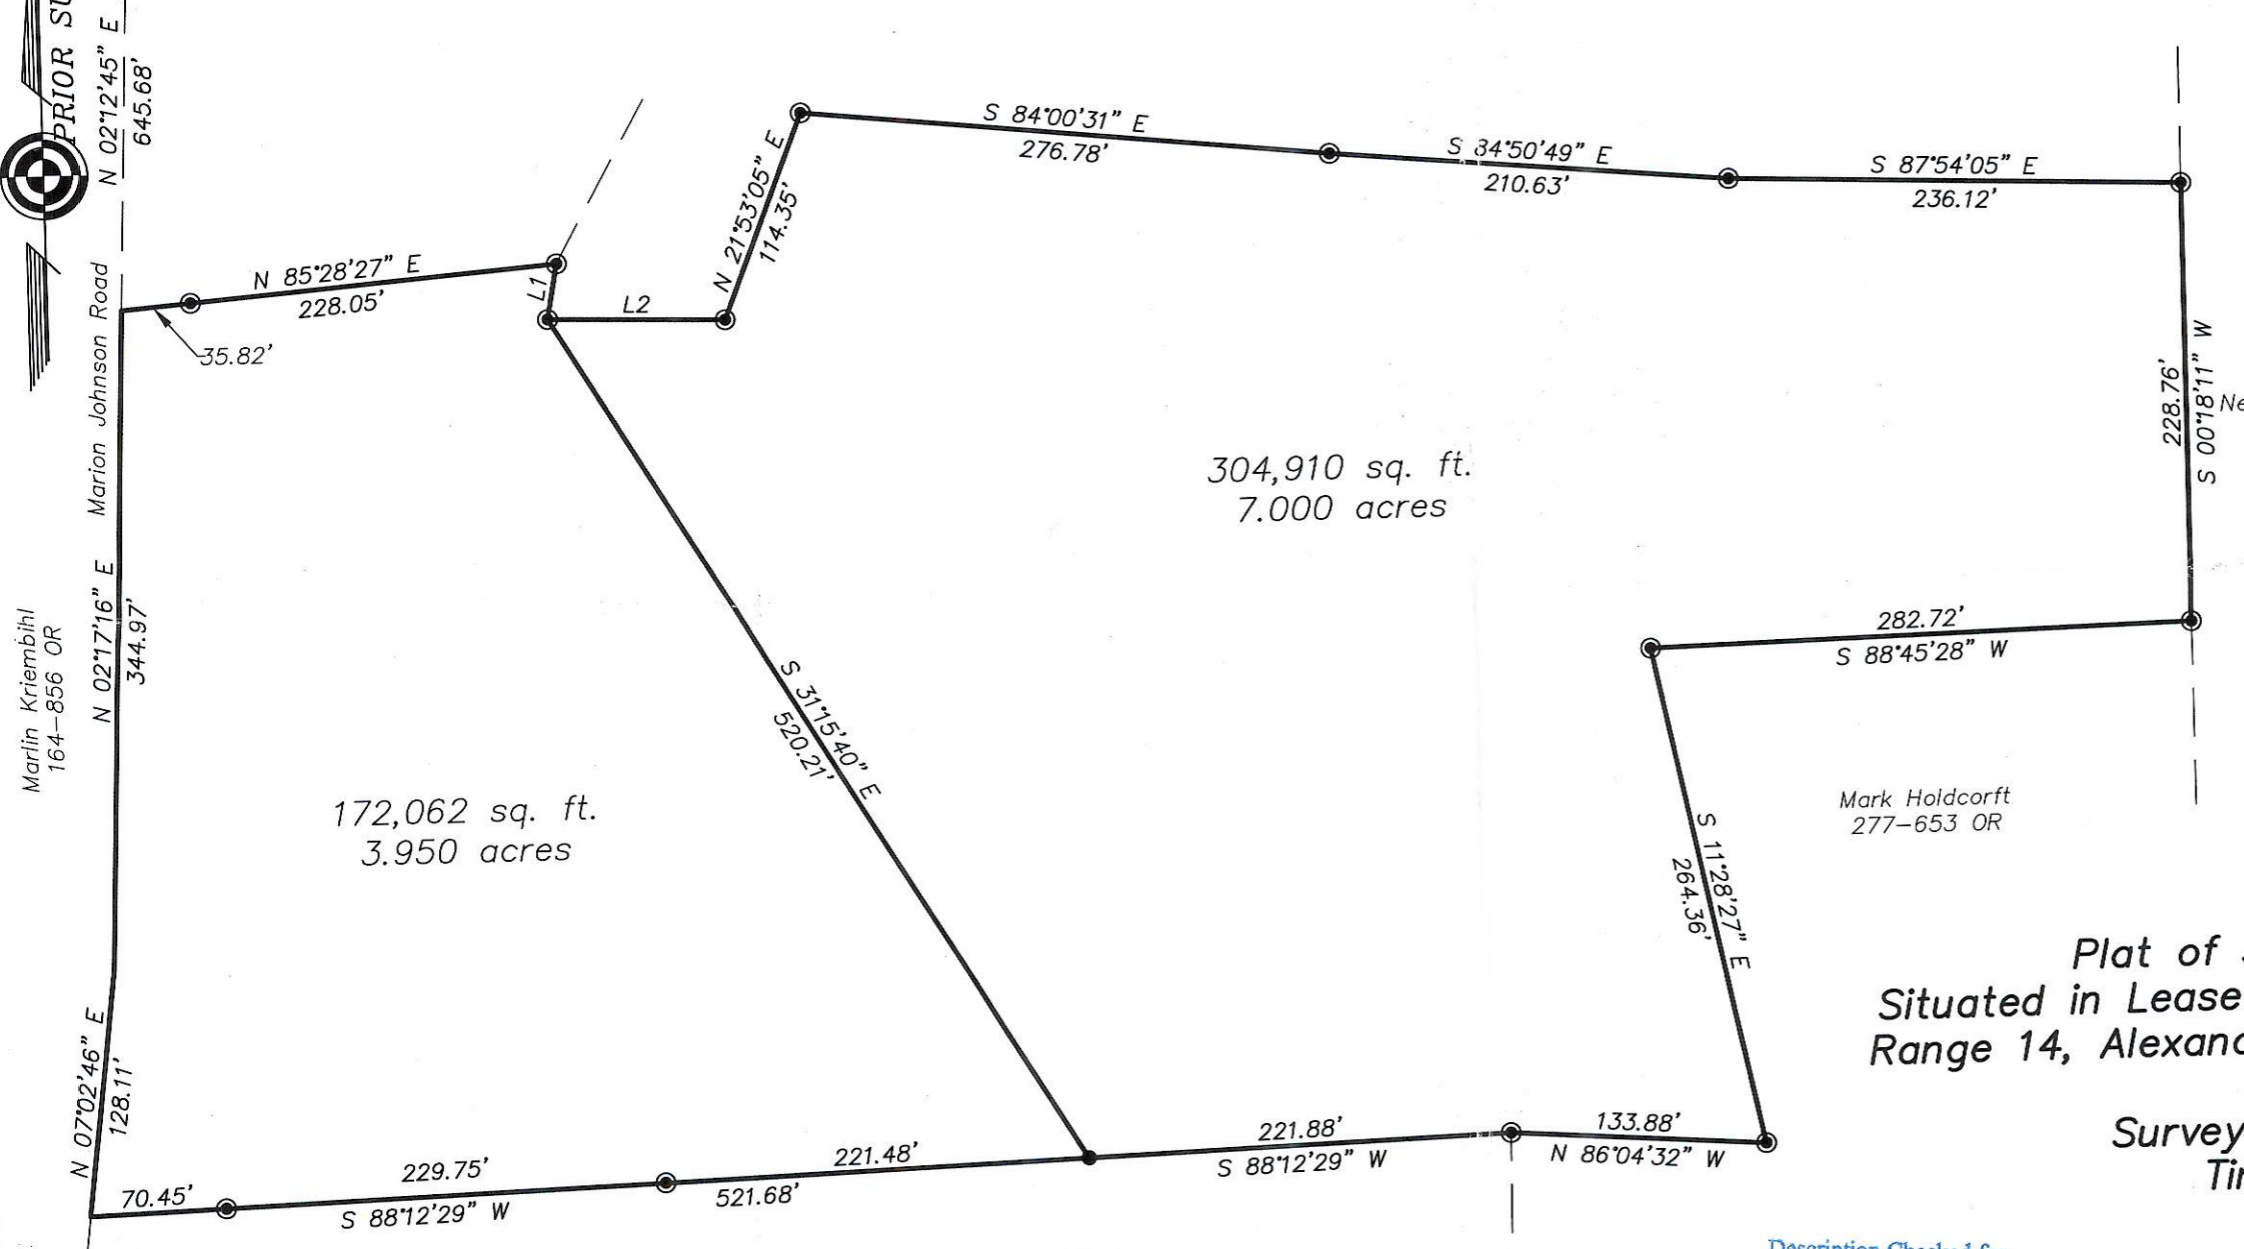 PRIOR
N 02°12'45" E
645.68'
S 84°00'31" E
276.78'
S 84°50'49" E
210.63'
S 87°54'05" E
236.12'
N 21°53'05" E
114.35'
N 85°28'27" E
228.05'
35.82'
L1
L2
Marion Johnson Road
228.76'
S 00°18'11" W
304,910 sq. ft.
7.000 acres
N 02°17'16" E
344.97'
Marlin Kriembihl
164-856 OR
282.72'
S 88°45'28" W
S 31°15'40" E
520.21'
172,062 sq. ft.
3.950 acres
Mark Holdcorft
277-653 OR
S 11°28'27" E
264.36'
Plat of
Situated in Lease
Range 14,
N 07°02'46" E
128.11'
221.88'
S 88°12'29" W
133.88'
N 86°04'32" W
221.48'
229.75'
70.45'
521.68'
S 88°12'29" W
Survey
Description Checked for